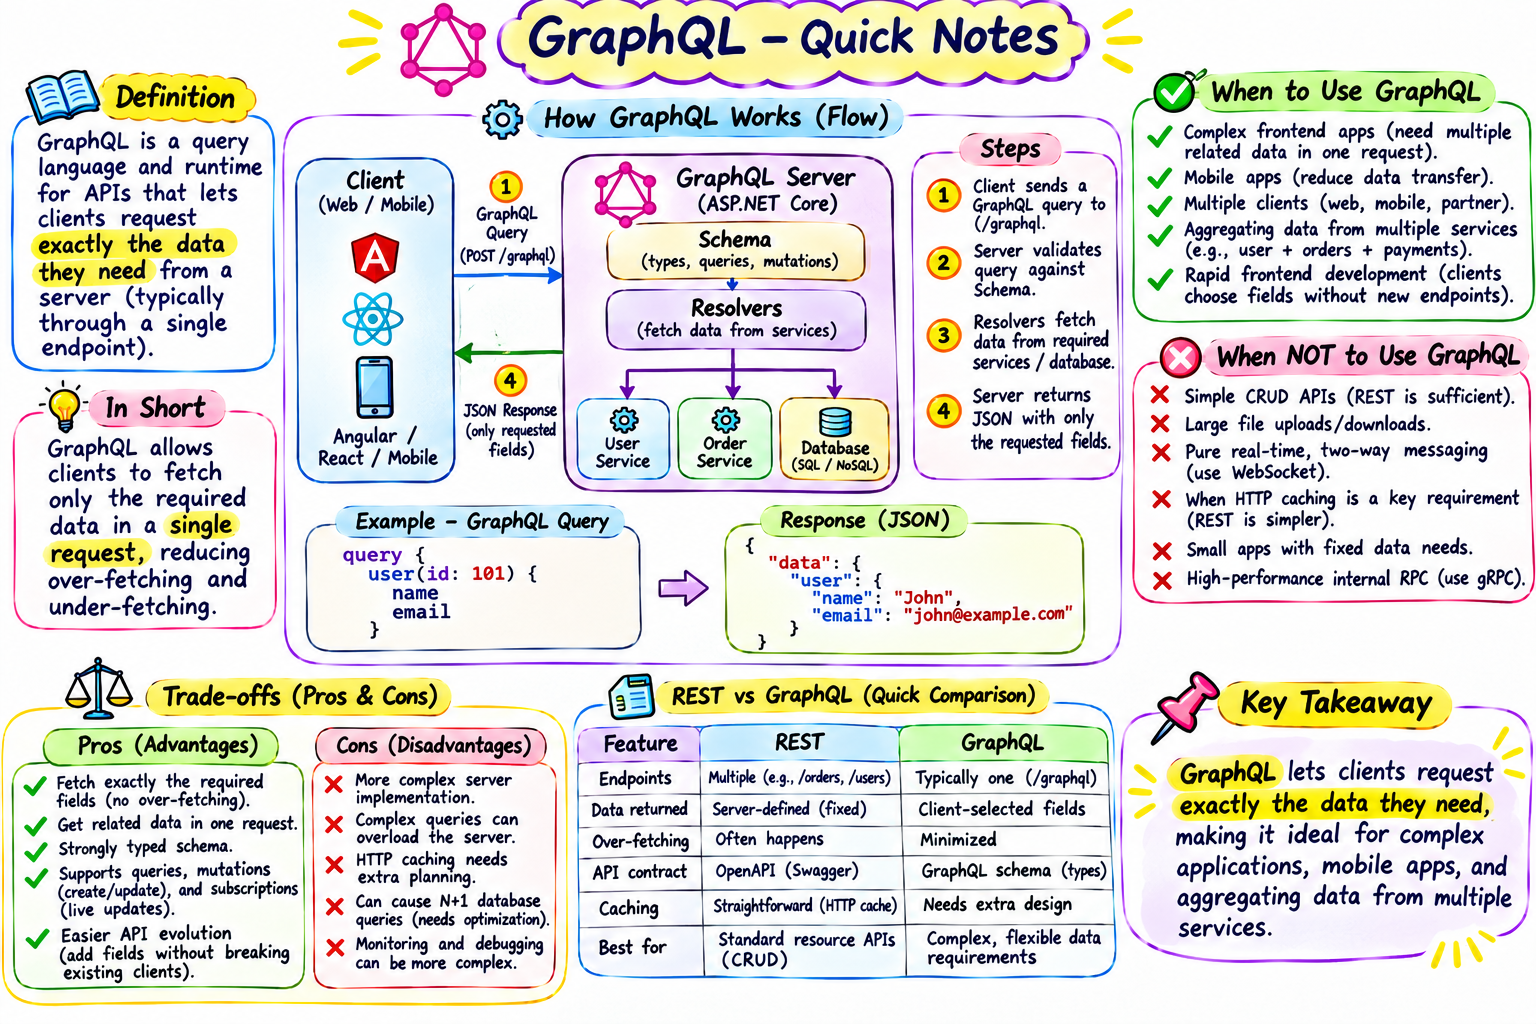 GraphQL – Quick Notes
Definition
GraphQL is a query
language and runtime
for APIs that lets
clients request
exactly the data
they need from a
server (typically
through a single
endpoint).
In Short
GraphQL allows
clients to fetch
only the required
data in a single
request, reducing
over-fetching and
under-fetching.
How GraphQL Works (Flow)
Client
(Web / Mobile)
Angular /
React / Mobile
1
GraphQL
Query
(POST /graphql)
4
JSON Response
(only requested
fields)
GraphQL Server
(ASP.NET Core)
Schema
(types, queries, mutations)
Resolvers
(fetch data from services)
User
Service
Order
Service
Database
(SQL / NoSQL)
Steps
1 Client sends a
GraphQL query to
(/graphql.
2 Server validates
query against
Schema.
3 Resolvers fetch
data from required
services / database.
4 Server returns
JSON with only
the requested fields.
Example – GraphQL Query
query {
user(id: 101) {
name
email
}
Response (JSON)
{
"data": {
"user": {
"name": "John",
"email": "john@example.com"
}
}
When to Use GraphQL
Complex frontend apps (need multiple
related data in one request).
Mobile apps (reduce data transfer).
Multiple clients (web, mobile, partner).
Aggregating data from multiple services
(e.g., user + orders + payments).
Rapid frontend development (clients
choose fields without new endpoints).
When NOT to Use GraphQL
Simple CRUD APIs (REST is sufficient).
Large file uploads/downloads.
Pure real-time, two-way messaging
(use WebSocket).
When HTTP caching is a key requirement
(REST is simpler).
Small apps with fixed data needs.
High-performance internal RPC (use gRPC).
Trade-offs (Pros & Cons)
Pros (Advantages)
Fetch exactly the required
fields (no over-fetching).
Get related data in one request.
Strongly typed schema.
Supports queries, mutations
(create/update), and subscriptions
(live updates).
Easier API evolution
(add fields without breaking
existing clients).
Cons (Disadvantages)
More complex server
implementation.
Complex queries can
overload the server.
HTTP caching needs
extra planning.
Can cause N+1 database
queries (needs optimization).
Monitoring and debugging
can be more complex.
REST vs GraphQL (Quick Comparison)
Feature REST GraphQL
Endpoints Multiple (e.g., /orders, /users) Typically one (/graphql)
Data returned Server-defined (fixed) Client-selected fields
Over-fetching Often happens Minimized
API contract OpenAPI (Swagger) GraphQL schema (types)
Caching Straightforward (HTTP cache) Needs extra design
Best for Standard resource APIs (CRUD) Complex, flexible data requirements
Key Takeaway
GraphQL lets clients request
exactly the data they need,
making it ideal for complex
applications, mobile apps, and
aggregating data from multiple
services.